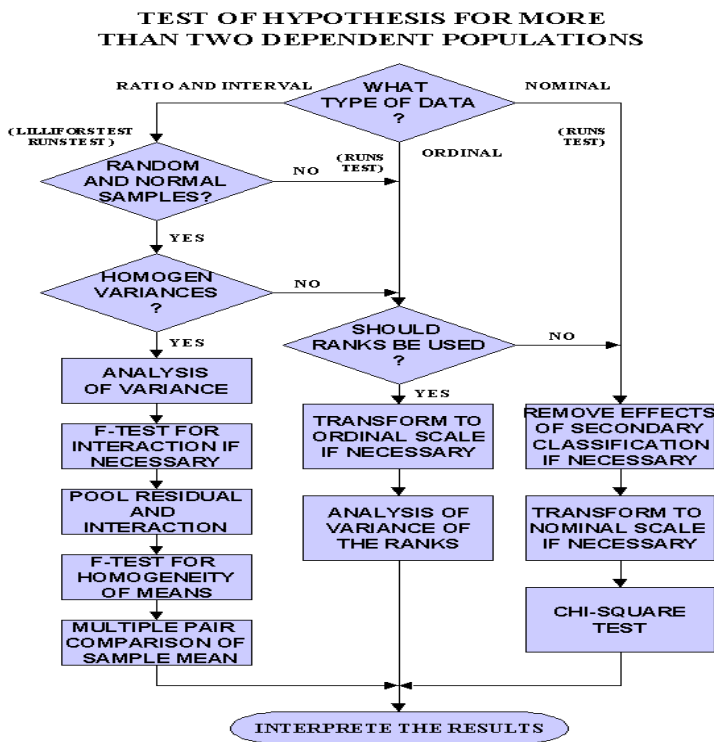 TEST OF HYPOTHESIS FOR MORE
THAN TWO DEPENDENT POPULATIONS
RATIO AND INTERVAL
WHAT
TYPE OF DATA
?
NOMINAL
(LILLIFORSTEST
RUNSTEST)
(RUNS
TEST)
ORDINAL
(RUNS
TEST)
RANDOM
AND NORMAL
SAMPLES?
NO
YES
HOMOGEN
VARIANCES
?
NO
YES
SHOULD
RANKS BE USED
?
NO
YES
ANALYSIS
OF VARIANCE
F-TEST FOR
INTERACTION IF
NECESSARY
POOL RESIDUAL
AND
INTERACTION
F-TEST FOR
HOMOGENEITY
OF MEANS
MULTIPLE PAIR
COMPARISON OF
SAMPLE MEAN
TRANSFORM TO
ORDINAL SCALE
IF NECESSARY
ANALYSIS OF
VARIANCE OF
THE RANKS
REMOVE EFFECTS
OF SECONDARY
CLASSIFICATION
IF NECESSARY
TRANSFORM TO
NOMINAL SCALE
IF NECESSARY
CHI-SQUARE
TEST
INTERPRETE THE RESULTS